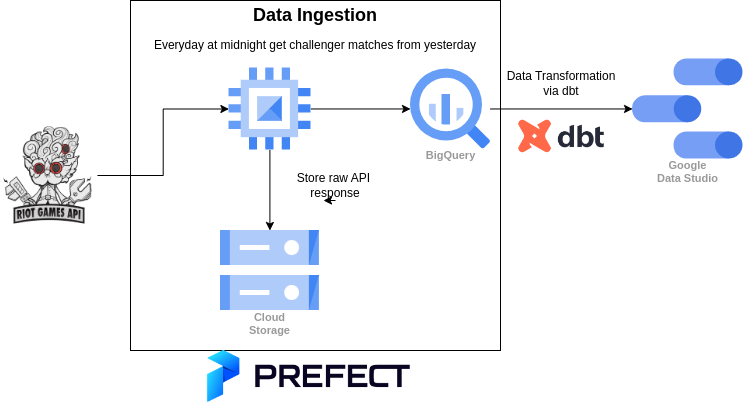 Data Ingestion
Everyday at midnight get challenger matches from yesterday
Data Transformation
via dbt
dbt
BigQuery
Google
Data Studio
Store raw API
response
RIOT GAMES API
Cloud
Storage
PREFECT